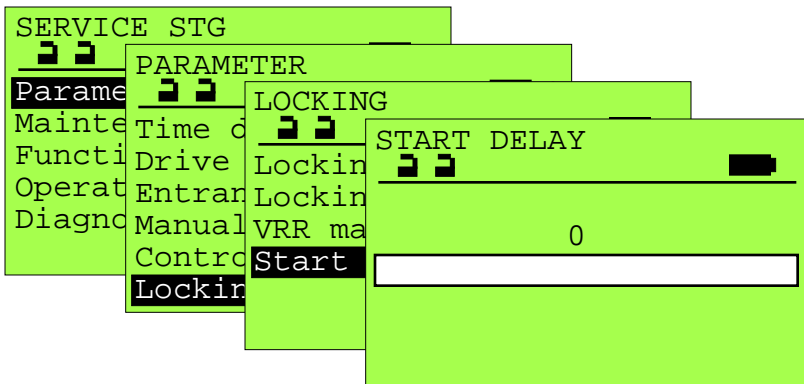 SERVICE STG
Parame
Mainte
Functi
Operat
Diagno
PARAMETER
Time d
Drive
Entran
Manual
Contro
Lockin
LOCKING
Lockin
Lockin
VRR ma
Start
START DELAY
0